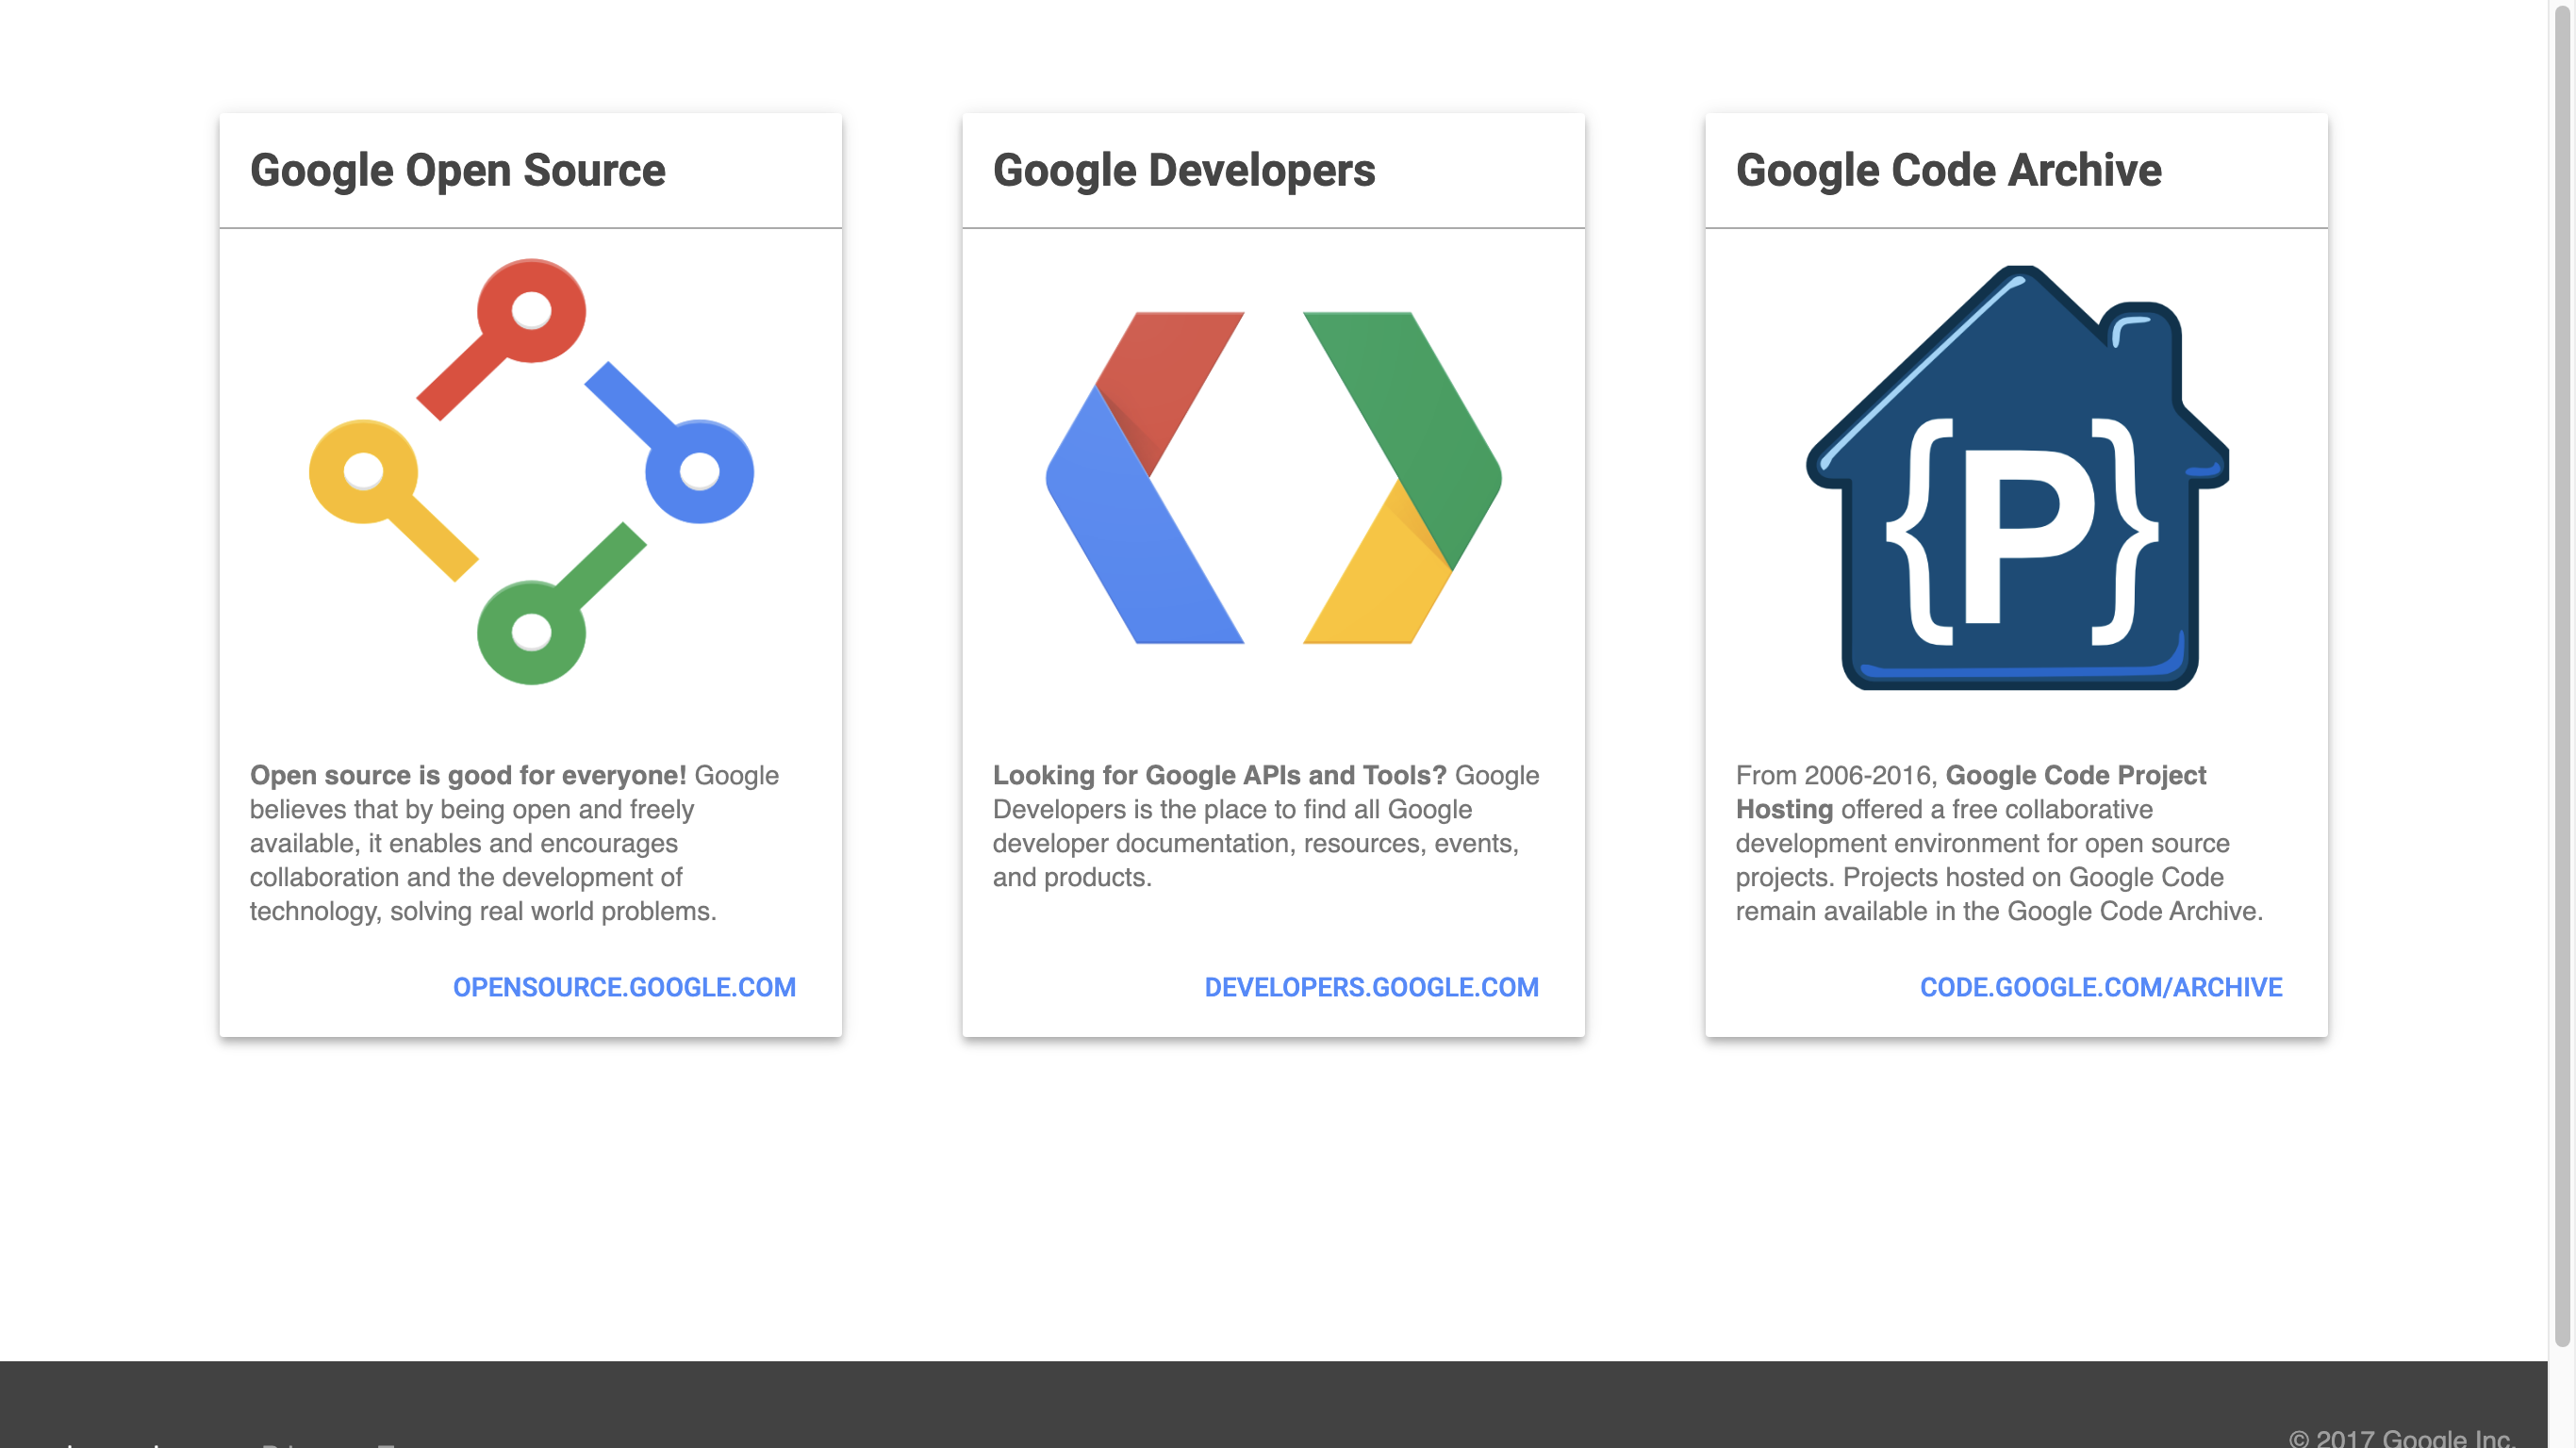 Google Open Source
Open source is good for everyone! Google
believes that by being open and freely
available, it enables and encourages
collaboration and the development of
technology, solving real world problems.
OPENSOURCE.GOOGLE.COM
Google Developers
Looking for Google APIs and Tools? Google
Developers is the place to find all Google
developer documentation, resources, events,
and products.
DEVELOPERS.GOOGLE.COM
Google Code Archive
{P}
From 2006-2016, Google Code Project
Hosting offered a free collaborative
development environment for open source
projects. Projects hosted on Google Code
remain available in the Google Code Archive.
CODE.GOOGLE.COM/ARCHIVE
© 2017 Google Inc.